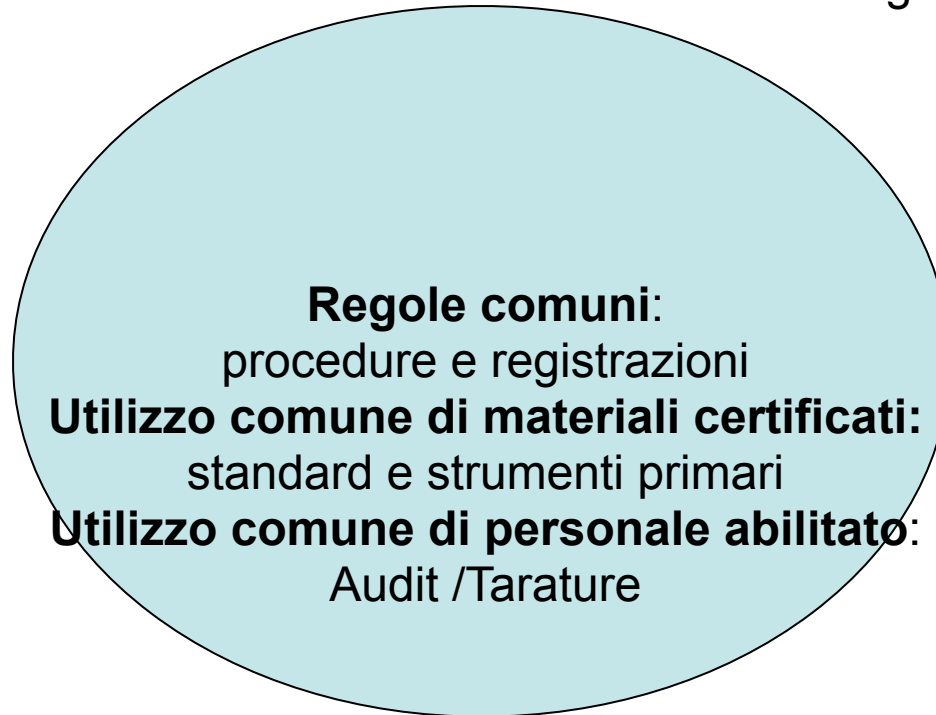 Regole comuni:
procedure e registrazioni
Utilizzo comune di materiali certificati:
standard e strumenti primari
Utilizzo comune di personale abilitato:
Audit /Tarature